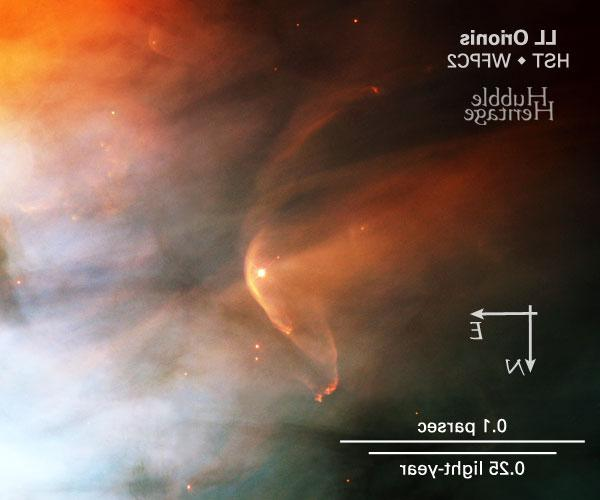 LL Orionis
HST • WFPC2
Hubble
Heritage
E
N
0.1 parsec
0.25 light-year